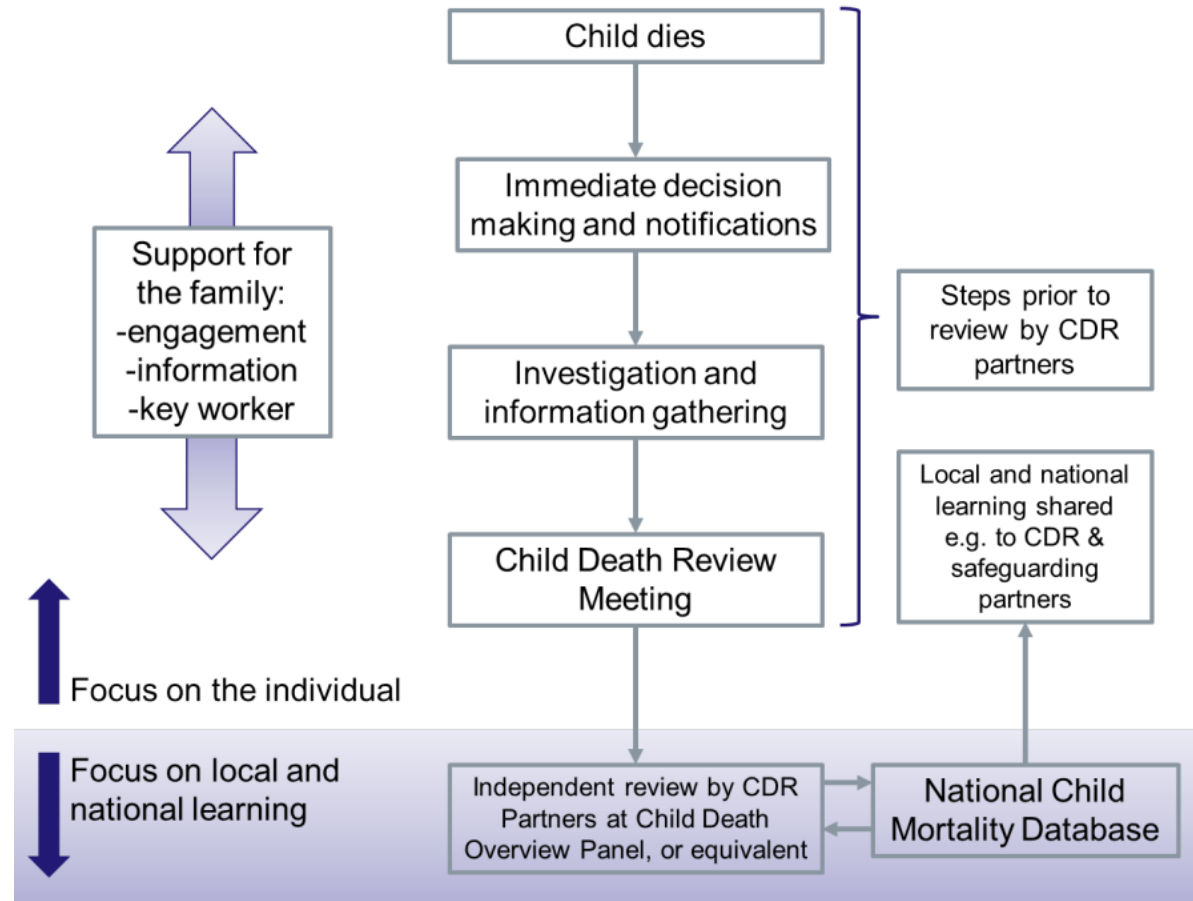 Child dies
Immediate decision
making and notifications
Support for
the family:
-engagement
-information
-key worker
Steps prior to
review by CDR
partners
Investigation and
information gathering
Local and national
learning shared
e.g. to CDR &
safeguarding
partners
Child Death Review
Meeting
Focus on the individual
Focus on local and
national learning
Independent review by CDR
Partners at Child Death
Overview Panel, or equivalent
National Child
Mortality Database